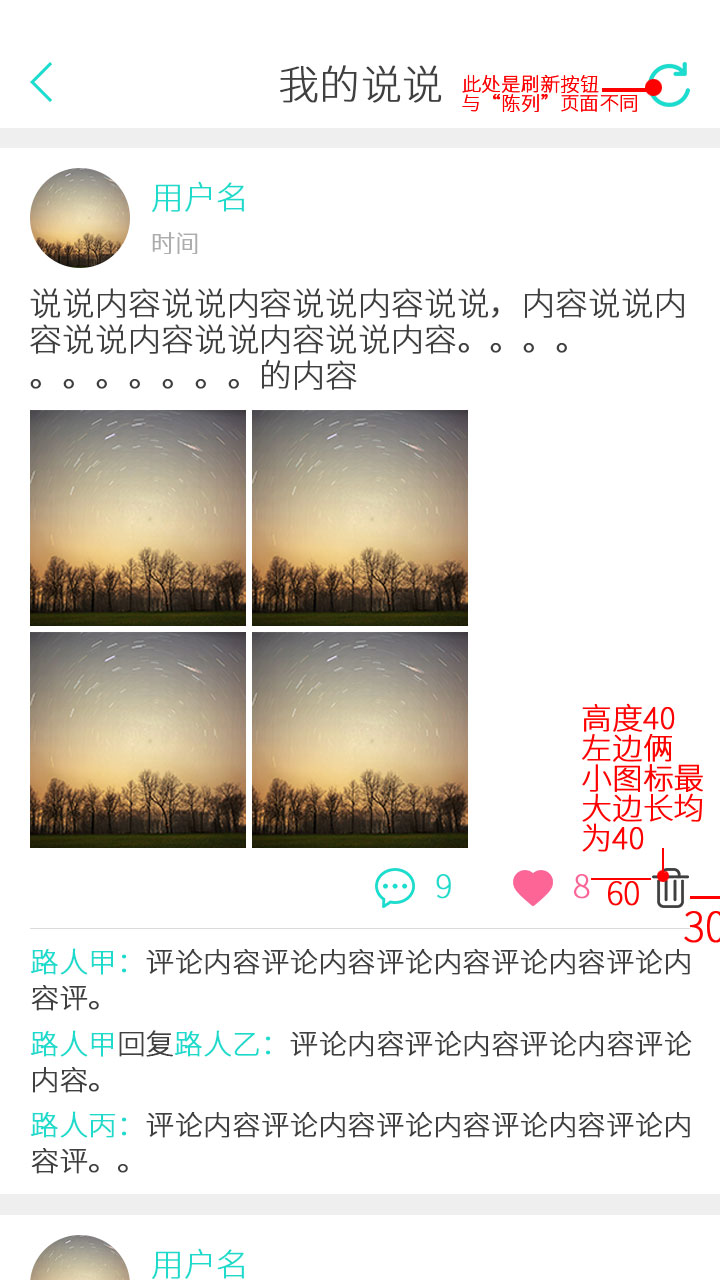 我的说说
此处是刷新按钮
与“陈列”页面不同
用户名
时间
说说内容说说内容说说内容说说，内容说说内
容说说内容说说内容说说内容。。。。
。。。。。。。的内容
高度40
左边俩
小图标最
大边长均
为40
9
8
60
30
路人甲：评论内容评论内容评论内容评论内容评论内
容评。
路人甲回复路人乙：评论内容评论内容评论内容评论
内容。
路人丙：评论内容评论内容评论内容评论内容评论内
容评。。
用户名